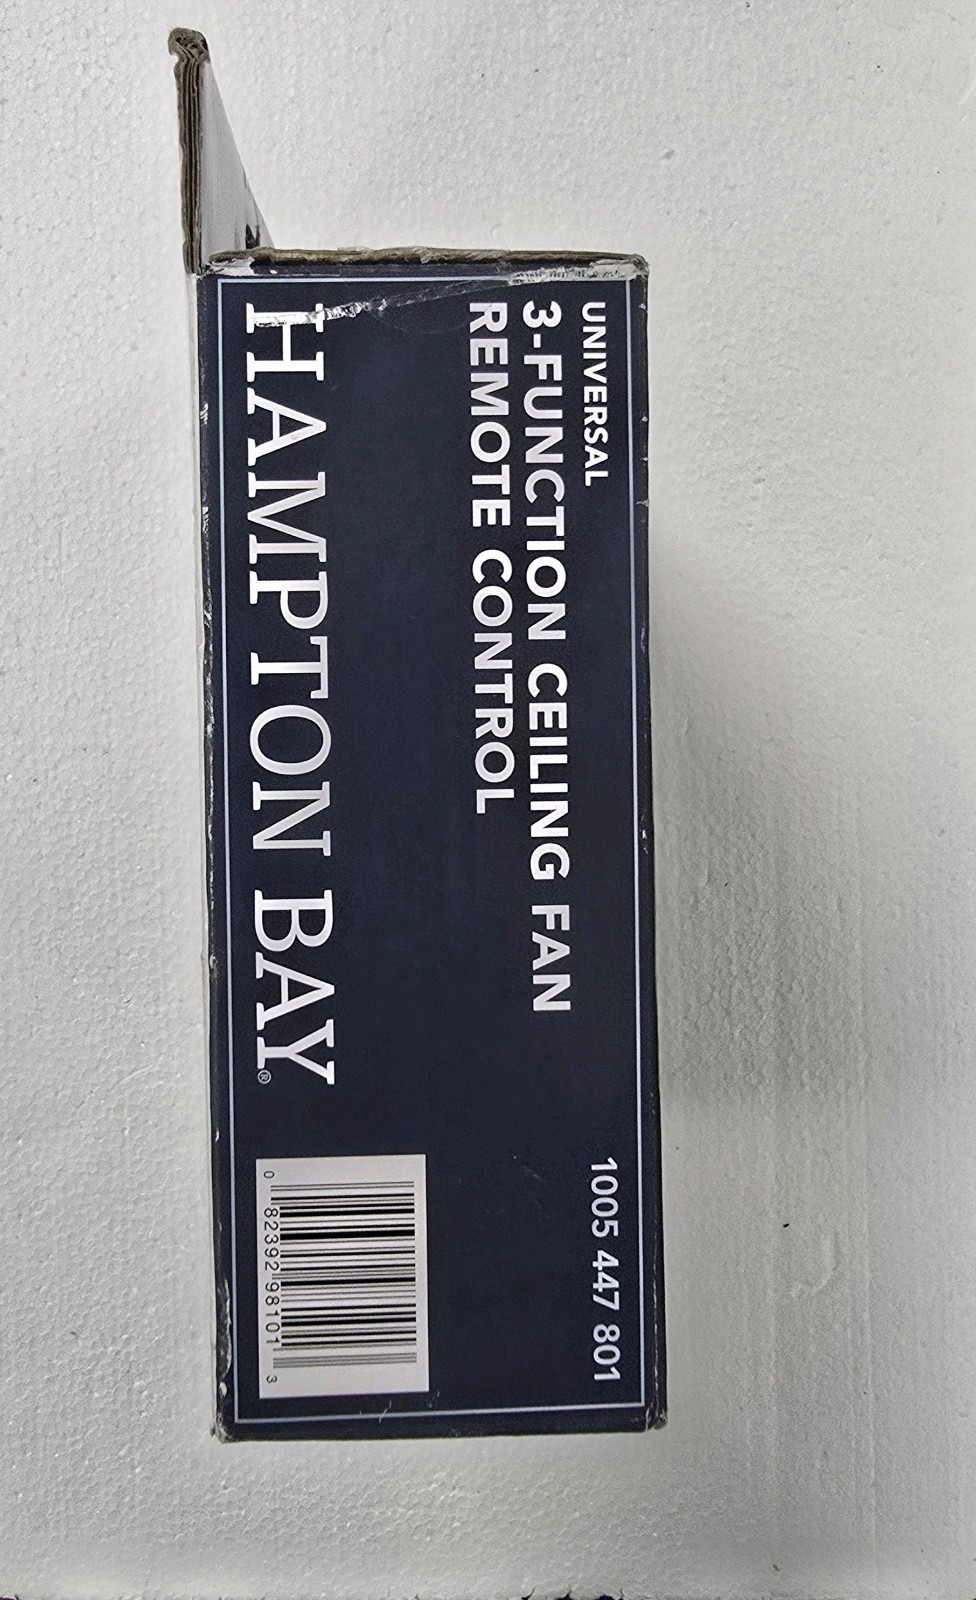 UNIVERSAL
3-FUNCTION CEILING FAN
REMOTE CONTROL
1005 447 801
HAMPTON BAY®
0 82392 98101 3